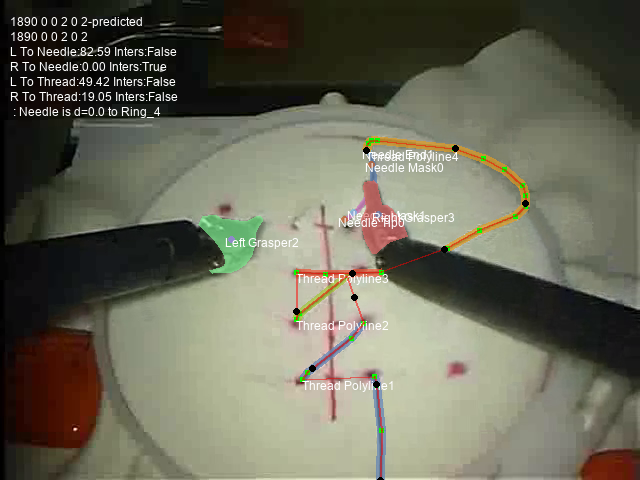 1890 0 0 2 0 2-predicted
1890 0 0 2 0 2
L To Needle:82.59 Inters:False
R To Needle:0.00 Inters:True
L To Thread:49.42 Inters:False
R To Thread:19.05 Inters:False
: Needle is d=0.0 to Ring_4
Thread Polyline4
Needle Mask0
Right Grasper3
Left Grasper2
Thread Polyline3
Thread Polyline2
Thread Polyline1